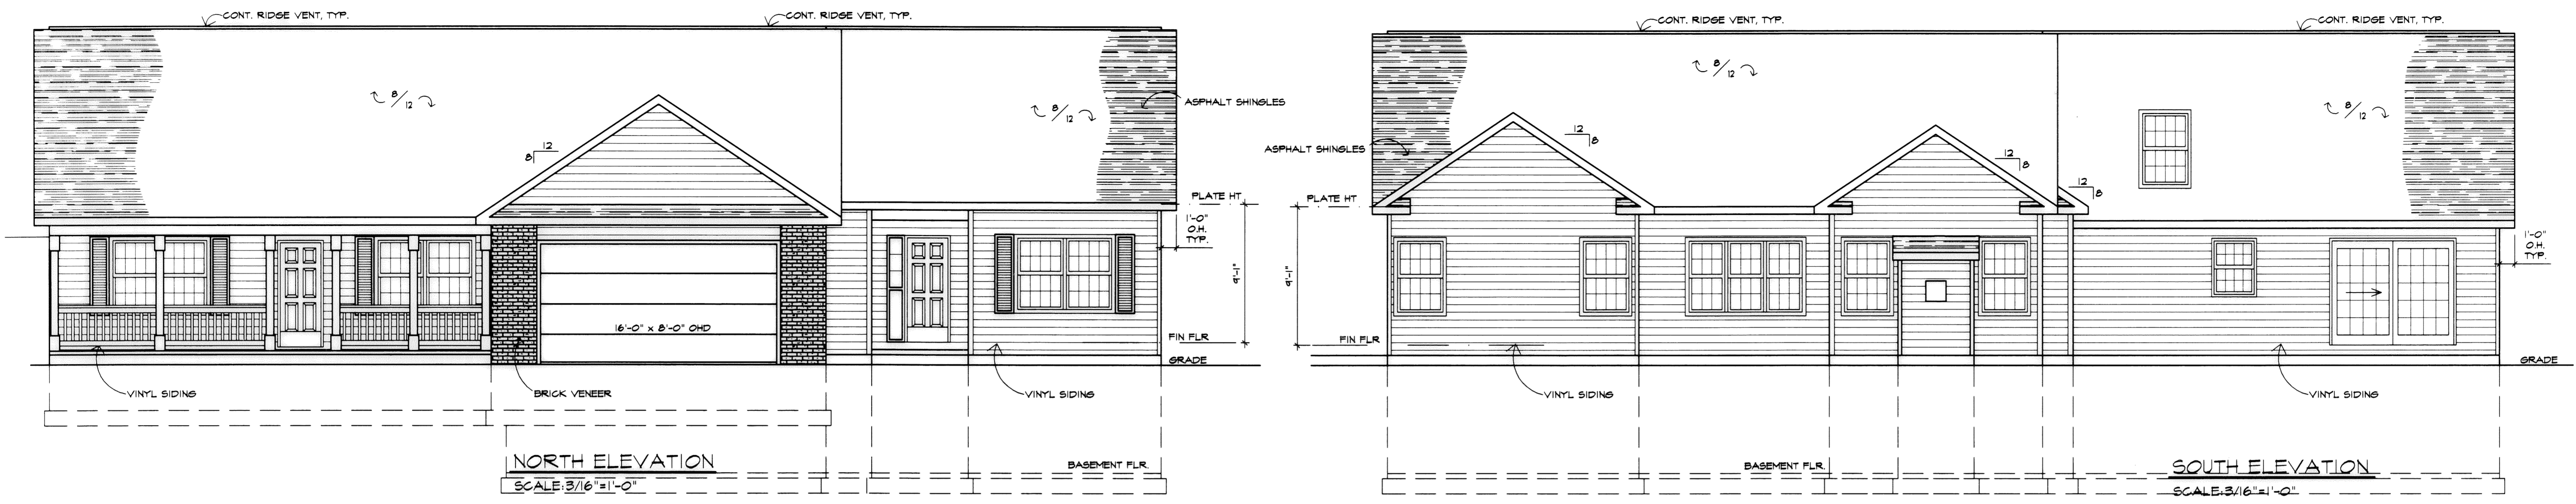 CONT. RIDGE VENT, TYP.
CONT. RIDGE VENT, TYP.
8/12
8/12
ASPHALT SHINGLES
12
8
PLATE HT
1'-0"
O.H.
TYP.
9'-1"
16'-0" x 8'-0" OHD
FIN FLR
GRADE
VINYL SIDING
BRICK VENEER
VINYL SIDING
BASEMENT FLR.
NORTH ELEVATION
SCALE:3/16"=1'-0"
CONT. RIDGE VENT, TYP.
CONT. RIDGE VENT, TYP.
8/12
8/12
ASPHALT SHINGLES
12
8
12
8
12
8
PLATE HT
9'-1"
1'-0"
O.H.
TYP.
FIN FLR
GRADE
VINYL SIDING
VINYL SIDING
BASEMENT FLR.
SOUTH ELEVATION
SCALE:3/16"=1'-0"